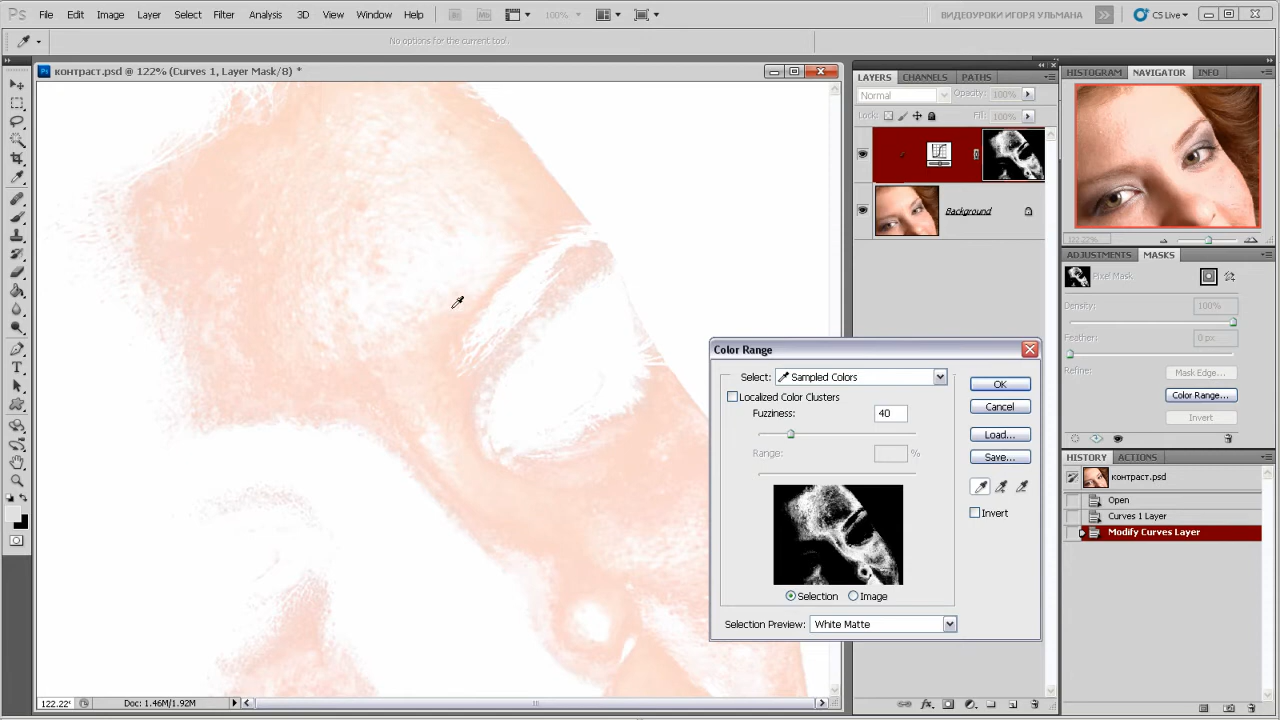 Ps File Edit Image Layer Select Filter Analysis 3D View Window Help Br Mb 100% ВИДЕОУРОКИ ИГОРЯ УЛЬМАНА CS Live
No options for the current tool.
контраст.psd @ 122% (Curves 1, Layer Mask/8) *
LAYERS CHANNELS PATHS
Normal Opacity: 100%
Lock: Fill: 100%
Background
HISTOGRAM NAVIGATOR INFO
122.22%
ADJUSTMENTS MASKS
Pixel Mask
Density: 100%
Feather: 0 px
Refine: Mask Edge...
Color Range...
Invert
HISTORY ACTIONS
контраст.psd
Open
Curves 1 Layer
Modify Curves Layer
Color Range
Select: Sampled Colors
Localized Color Clusters
Fuzziness: 40
Range: %
OK
Cancel
Load...
Save...
Invert
Selection Image
Selection Preview: White Matte
122.22% Doc: 1.46M/1.92M